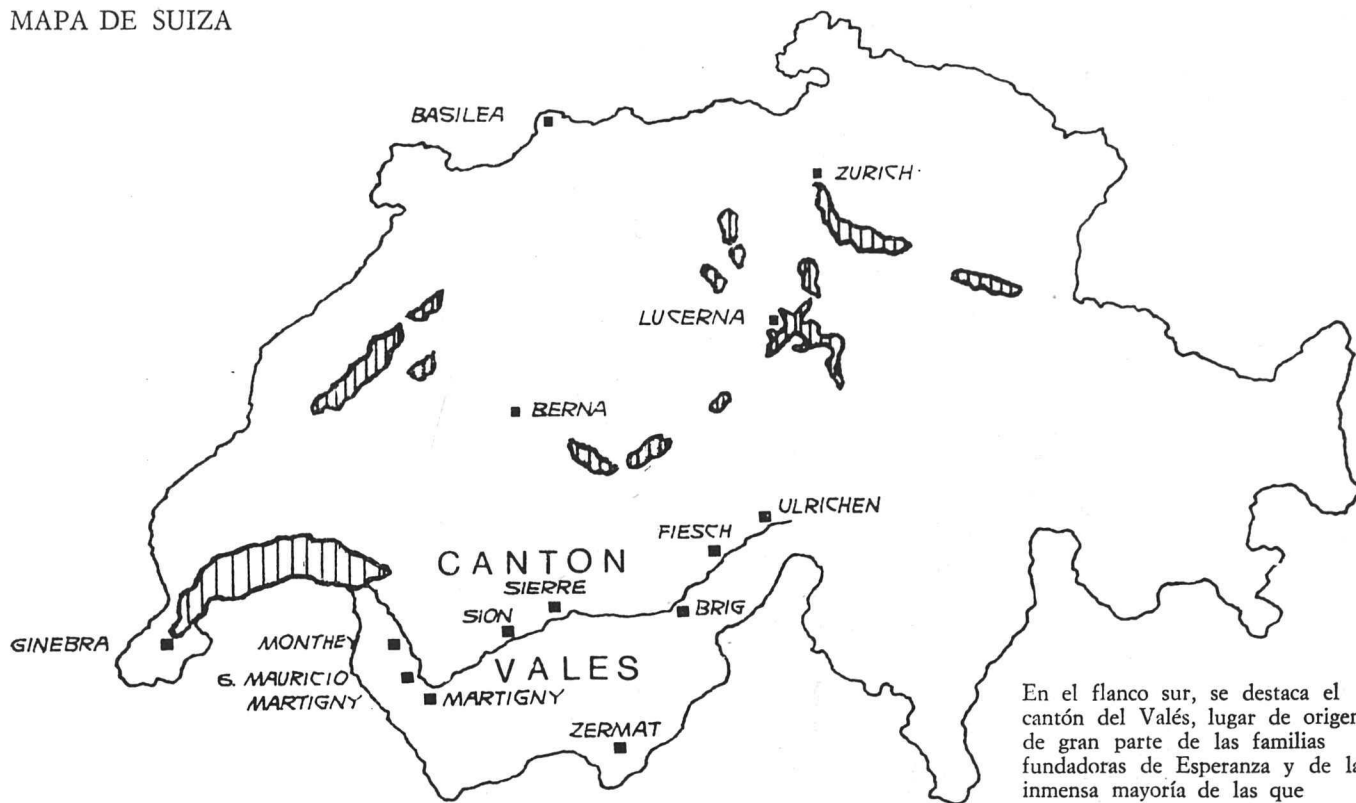 MAPA DE SUIZA
BASILEA
ZURICH
LUCERNA
BERNA
ULRICHEN
FIESCH
CANTON
SIERRE
SION
BRIG
GINEBRA
MONTHEY
VALES
S. MAURICIO
MARTIGNY
MARTIGNY
ZERMAT
En el flanco sur, se destaca el
cantón del Valés, lugar de origen
de gran parte de las familias
fundadoras de Esperanza y de la
inmensa mayoría de las que